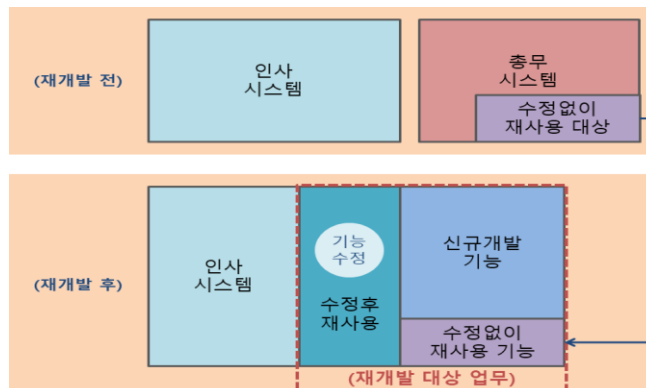 (재개발 전)
인사
시스템
총무
시스템
수정없이
재사용 대상
(재개발 후)
인사
시스템
기능
수정
수정후
재사용
신규개발
기능
수정없이
재사용 기능
(재개발 대상 업무)